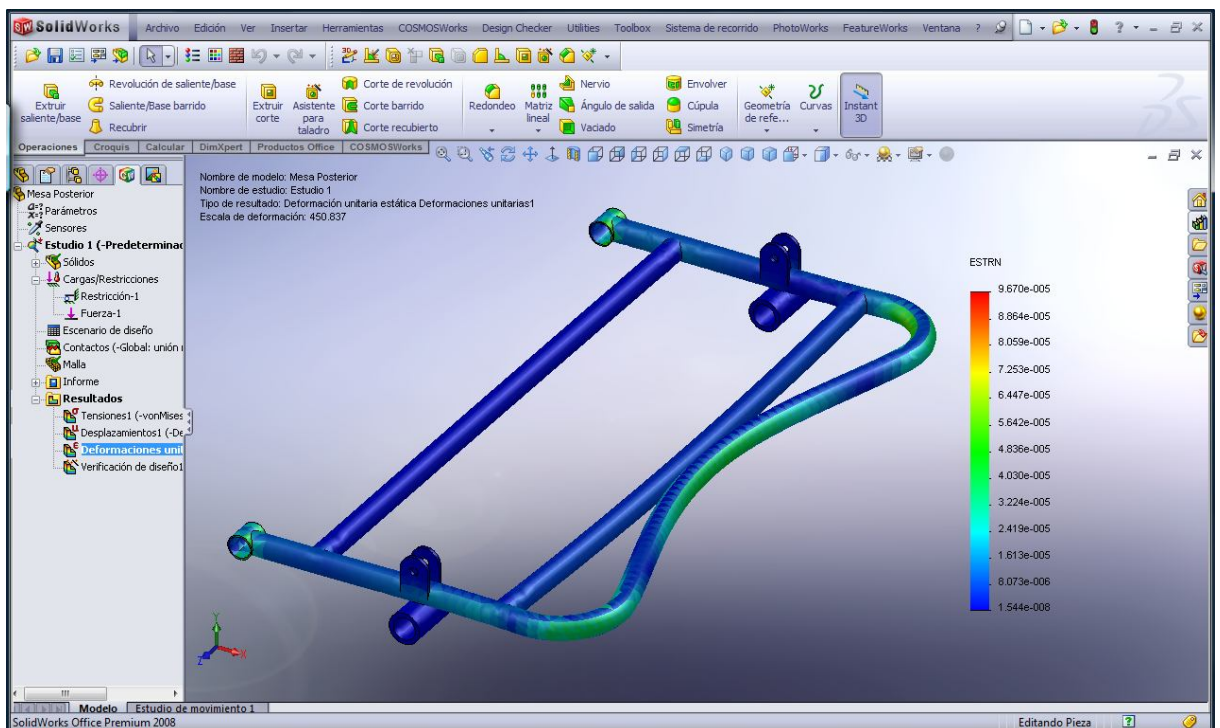 SolidWorks Archivo Edición Ver Insertar Herramientas COSMOSWorks Design Checker Utilities Toolbox Sistema de recorrido PhotoWorks FeatureWorks Ventana ?
Extruir saliente/base
Revolución de saliente/base
Saliente/Base barrido
Recubrir
Extruir corte
Asistente para taladro
Corte de revolución
Corte barrido
Corte recubierto
Redondeo
Matriz lineal
Nervio
Ángulo de salida
Vaciado
Envolver
Cúpula
Simetría
Geometría de refe...
Curvas
Instant 3D
Operaciones Croquis Calcular DimXpert Productos Office COSMOSWorks
Mesa Posterior
Parámetros
Sensores
Estudio 1 (-Predeterminad
Sólidos
Cargas/Restricciones
Restricción-1
Fuerza-1
Escenario de diseño
Contactos (-Global: unión r
Malla
Informe
Resultados
Tensiones1 (-vonMises
Desplazamientos1 (-De
Deformaciones unit
Verificación de diseño1
Nombre de modelo: Mesa Posterior
Nombre de estudio: Estudio 1
Tipo de resultado: Deformación unitaria estática Deformaciones unitarias1
Escala de deformación: 450.837
ESTRN
9.670e-005
8.864e-005
8.059e-005
7.253e-005
6.447e-005
5.642e-005
4.836e-005
4.030e-005
3.224e-005
2.419e-005
1.613e-005
8.073e-006
1.544e-008
Y
X
Z
Modelo Estudio de movimiento 1
SolidWorks Office Premium 2008
Editando Pieza